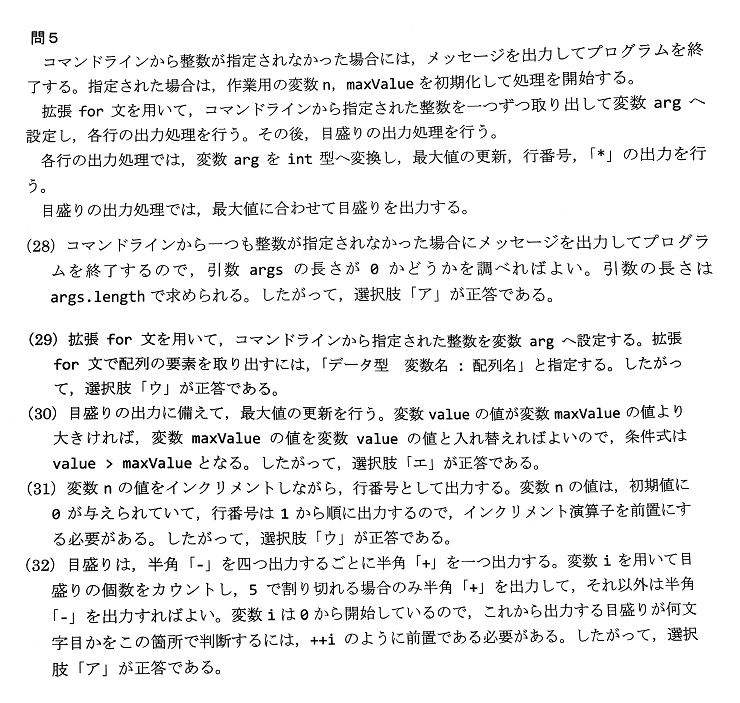 問5
コマンドラインから整数が指定されなかった場合には，メッセージを出力してプログラムを終
了する。指定された場合は，作業用の変数 n，maxValue を初期化して処理を開始する。
拡張 for 文を用いて，コマンドラインから指定された整数を一つずつ取り出して変数 arg へ
設定し，各行の出力処理を行う。その後，目盛りの出力処理を行う。
各行の出力処理では，変数 arg を int 型へ変換し，最大値の更新，行番号，「*」の出力を行
う。
目盛りの出力処理では，最大値に合わせて目盛りを出力する。
(28) コマンドラインから一つも整数が指定されなかった場合にメッセージを出力してプログラ
ムを終了するので，引数 args の長さが 0 かどうかを調べればよい。引数の長さは
args.length で求められる。したがって，選択肢「ア」が正答である。
(29) 拡張 for 文を用いて，コマンドラインから指定された整数を変数 arg へ設定する。拡張
for 文で配列の要素を取り出すには，「データ型　変数名 : 配列名」と指定する。したがっ
て，選択肢「ウ」が正答である。
(30) 目盛りの出力に備えて，最大値の更新を行う。変数 value の値が変数 maxValue の値より
大きければ，変数 maxValue の値を変数 value の値と入れ替えればよいので，条件式は
value > maxValue となる。したがって，選択肢「エ」が正答である。
(31) 変数 n の値をインクリメントしながら，行番号として出力する。変数 n の値は，初期値に
0 が与えられていて，行番号は 1 から順に出力するので，インクリメント演算子を前置にす
る必要がある。したがって，選択肢「ウ」が正答である。
(32) 目盛りは，半角「-」を四つ出力するごとに半角「+」を一つ出力する。変数 i を用いて目
盛りの個数をカウントし，5 で割り切れる場合のみ半角「+」を出力して，それ以外は半角
「-」を出力すればよい。変数 i は 0 から開始しているので，これから出力する目盛りが何文
字目かをこの箇所で判断するには，++i のように前置である必要がある。したがって，選択
肢「ア」が正答である。